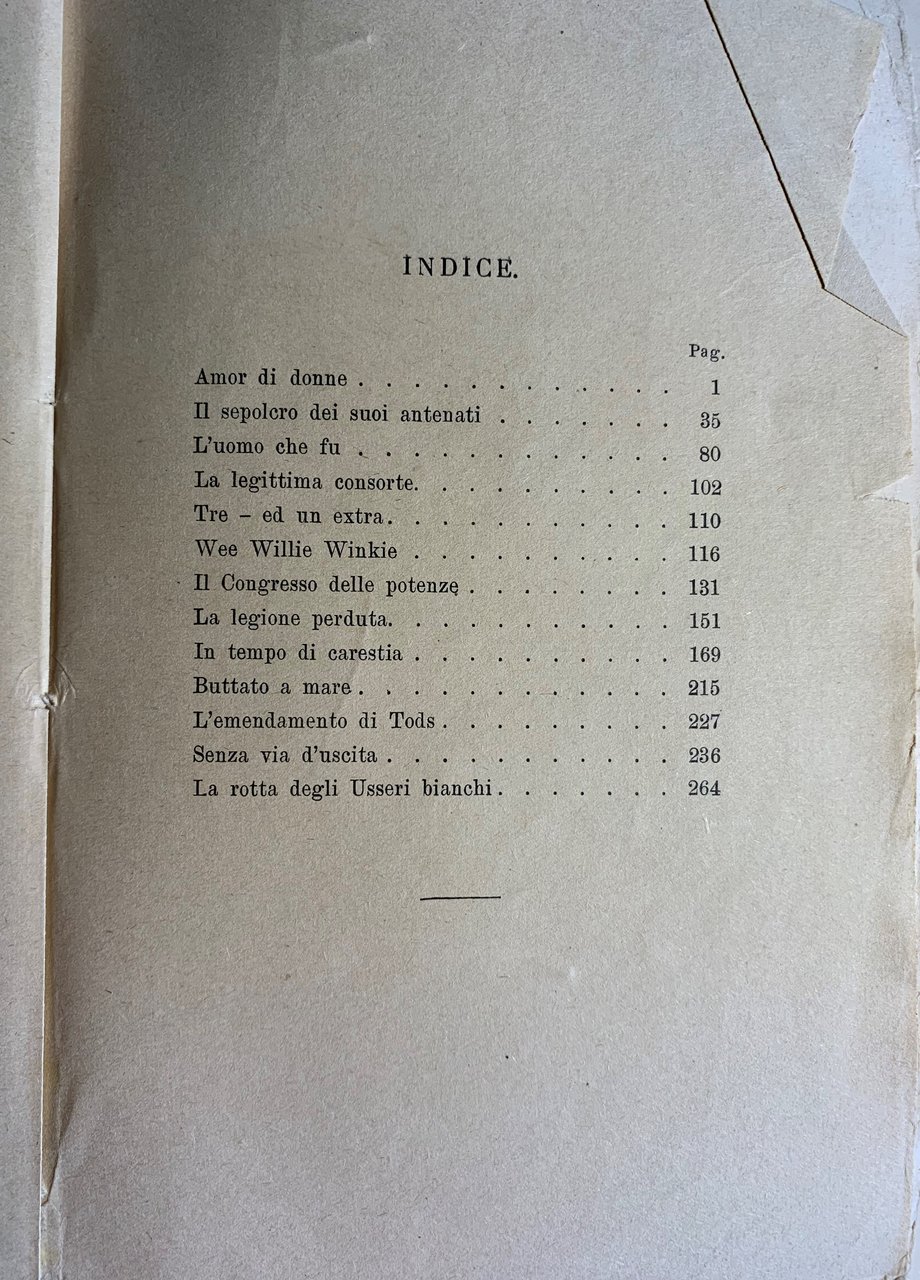 INDICE.
Pag.
Amor di donne . . . . . . . . . . . . 1
Il sepolcro dei suoi antenati . . . . . . . 35
L'uomo che fu . . . . . . . . . . . . 80
La legittima consorte. . . . . . . . . . 102
Tre – ed un extra. . . . . . . . . . . 110
Wee Willie Winkie . . . . . . . . . . 116
Il Congresso delle potenze . . . . . . . . 131
La legione perduta. . . . . . . . . . . 151
In tempo di carestia . . . . . . . . . . 169
Buttato a mare . . . . . . . . . . . . 215
L'emendamento di Tods . . . . . . . . . 227
Senza via d'uscita . . . . . . . . . . . 236
La rotta degli Usseri bianchi . . . . . . . 264